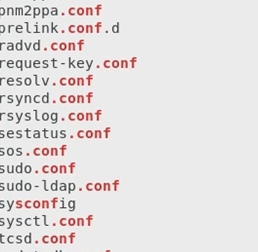 pnm2ppa.conf
prelink.conf.d
radvd.conf
request-key.conf
resolv.conf
rsyncd.conf
rsyslog.conf
sestatus.conf
sos.conf
sudo.conf
sudo-ldap.conf
sysconfig
sysctl.conf
tcsd.conf